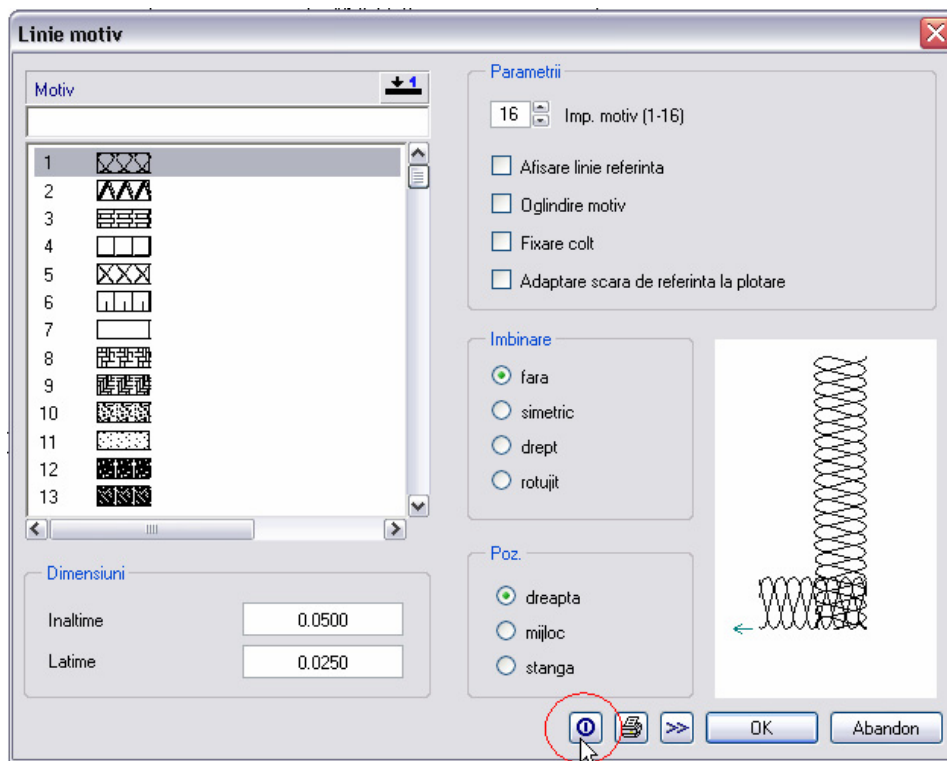 Linie motiv
Motiv
1
1
2
3
4
5
6
7
8
9
10
11
12
13
Dimensiuni
Inaltime 0.0500
Latime 0.0250
Parametrii
16 Imp. motiv (1-16)
Afisare linie referinta
Oglindire motiv
Fixare colt
Adaptare scara de referinta la plotare
Imbinare
fara
simetric
drept
rotujit
Poz.
dreapta
mijloc
stanga
>> OK Abandon